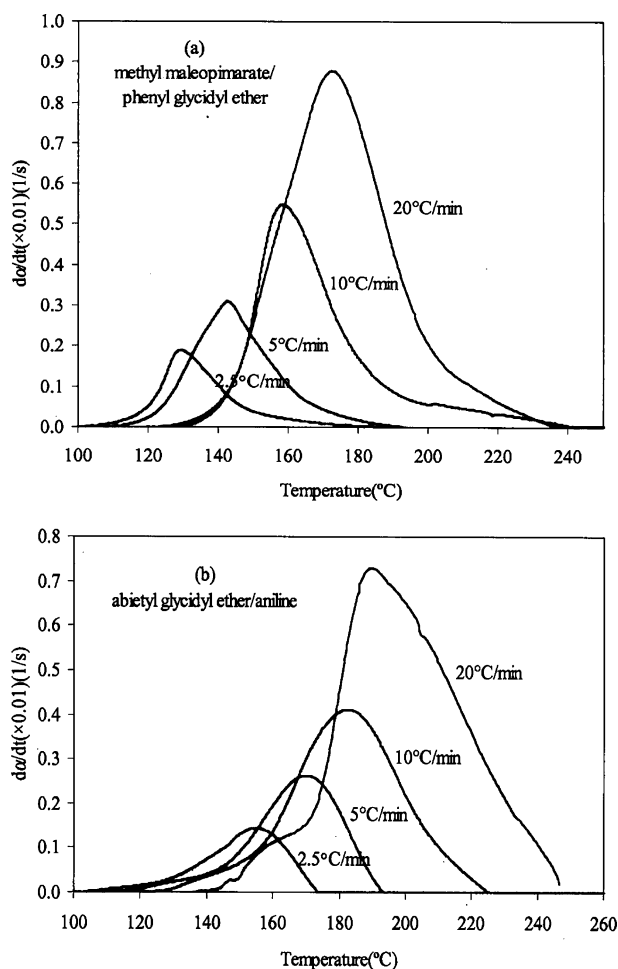 1.0
(a)
0.9
methyl maleopimarate/
phenyl glycidyl ether
0.8
0.7
0.6
20°C/min
0.5
dα/dt(×0.01)(1/s)
0.4
10°C/min
0.3
5°C/min
0.2
2.5°C/min
0.1
0.0
100 120 140 160 180 200 220 240
Temperature(°C)
0.8
(b)
0.7
abietyl glycidyl ether/aniline
0.6
0.5
20°C/min
0.4
dα/dt(×0.01)(1/s)
10°C/min
0.3
0.2
5°C/min
0.1
2.5°C/min
0.0
100 120 140 160 180 200 220 240 260
Temperature(°C)